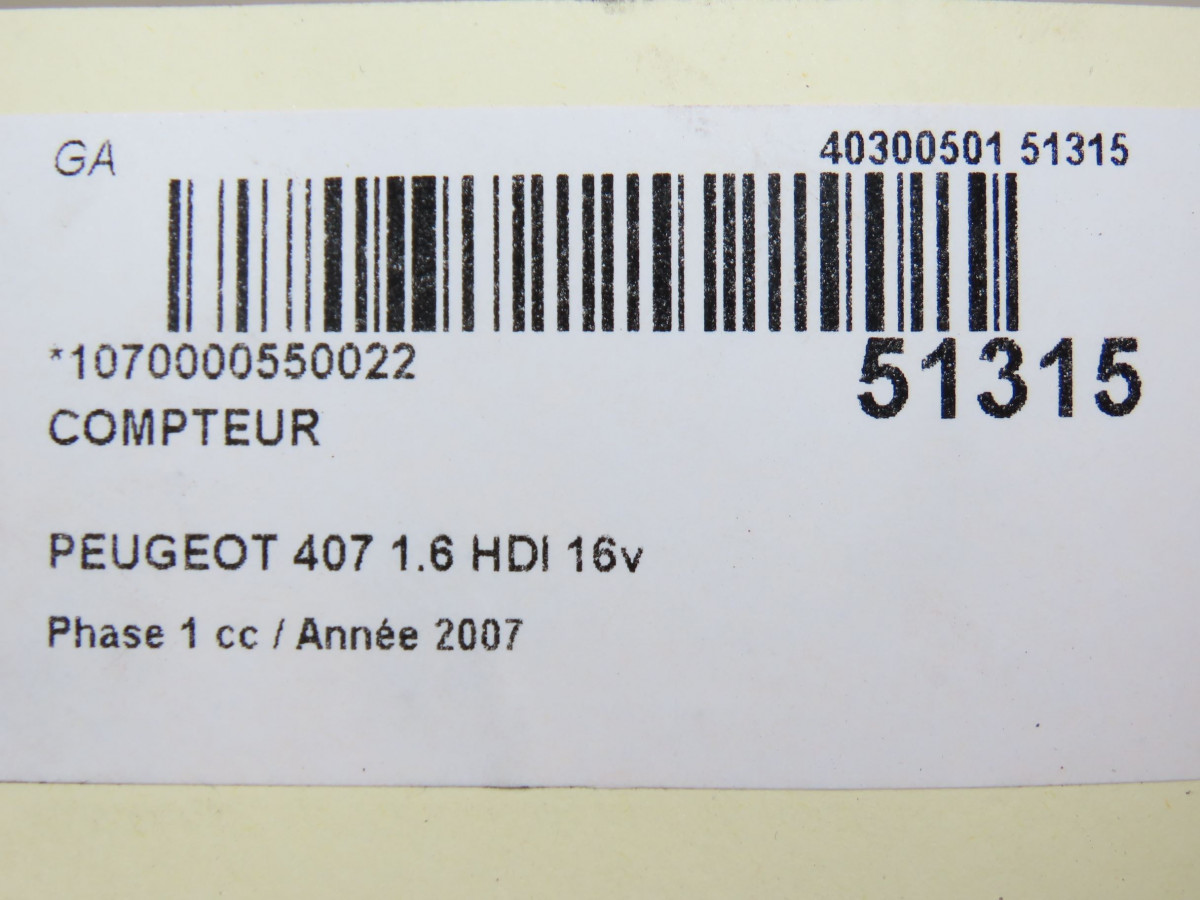 GA 40300501 51315
*1070000550022 51315
COMPTEUR
PEUGEOT 407 1.6 HDI 16v
Phase 1 cc / Année 2007